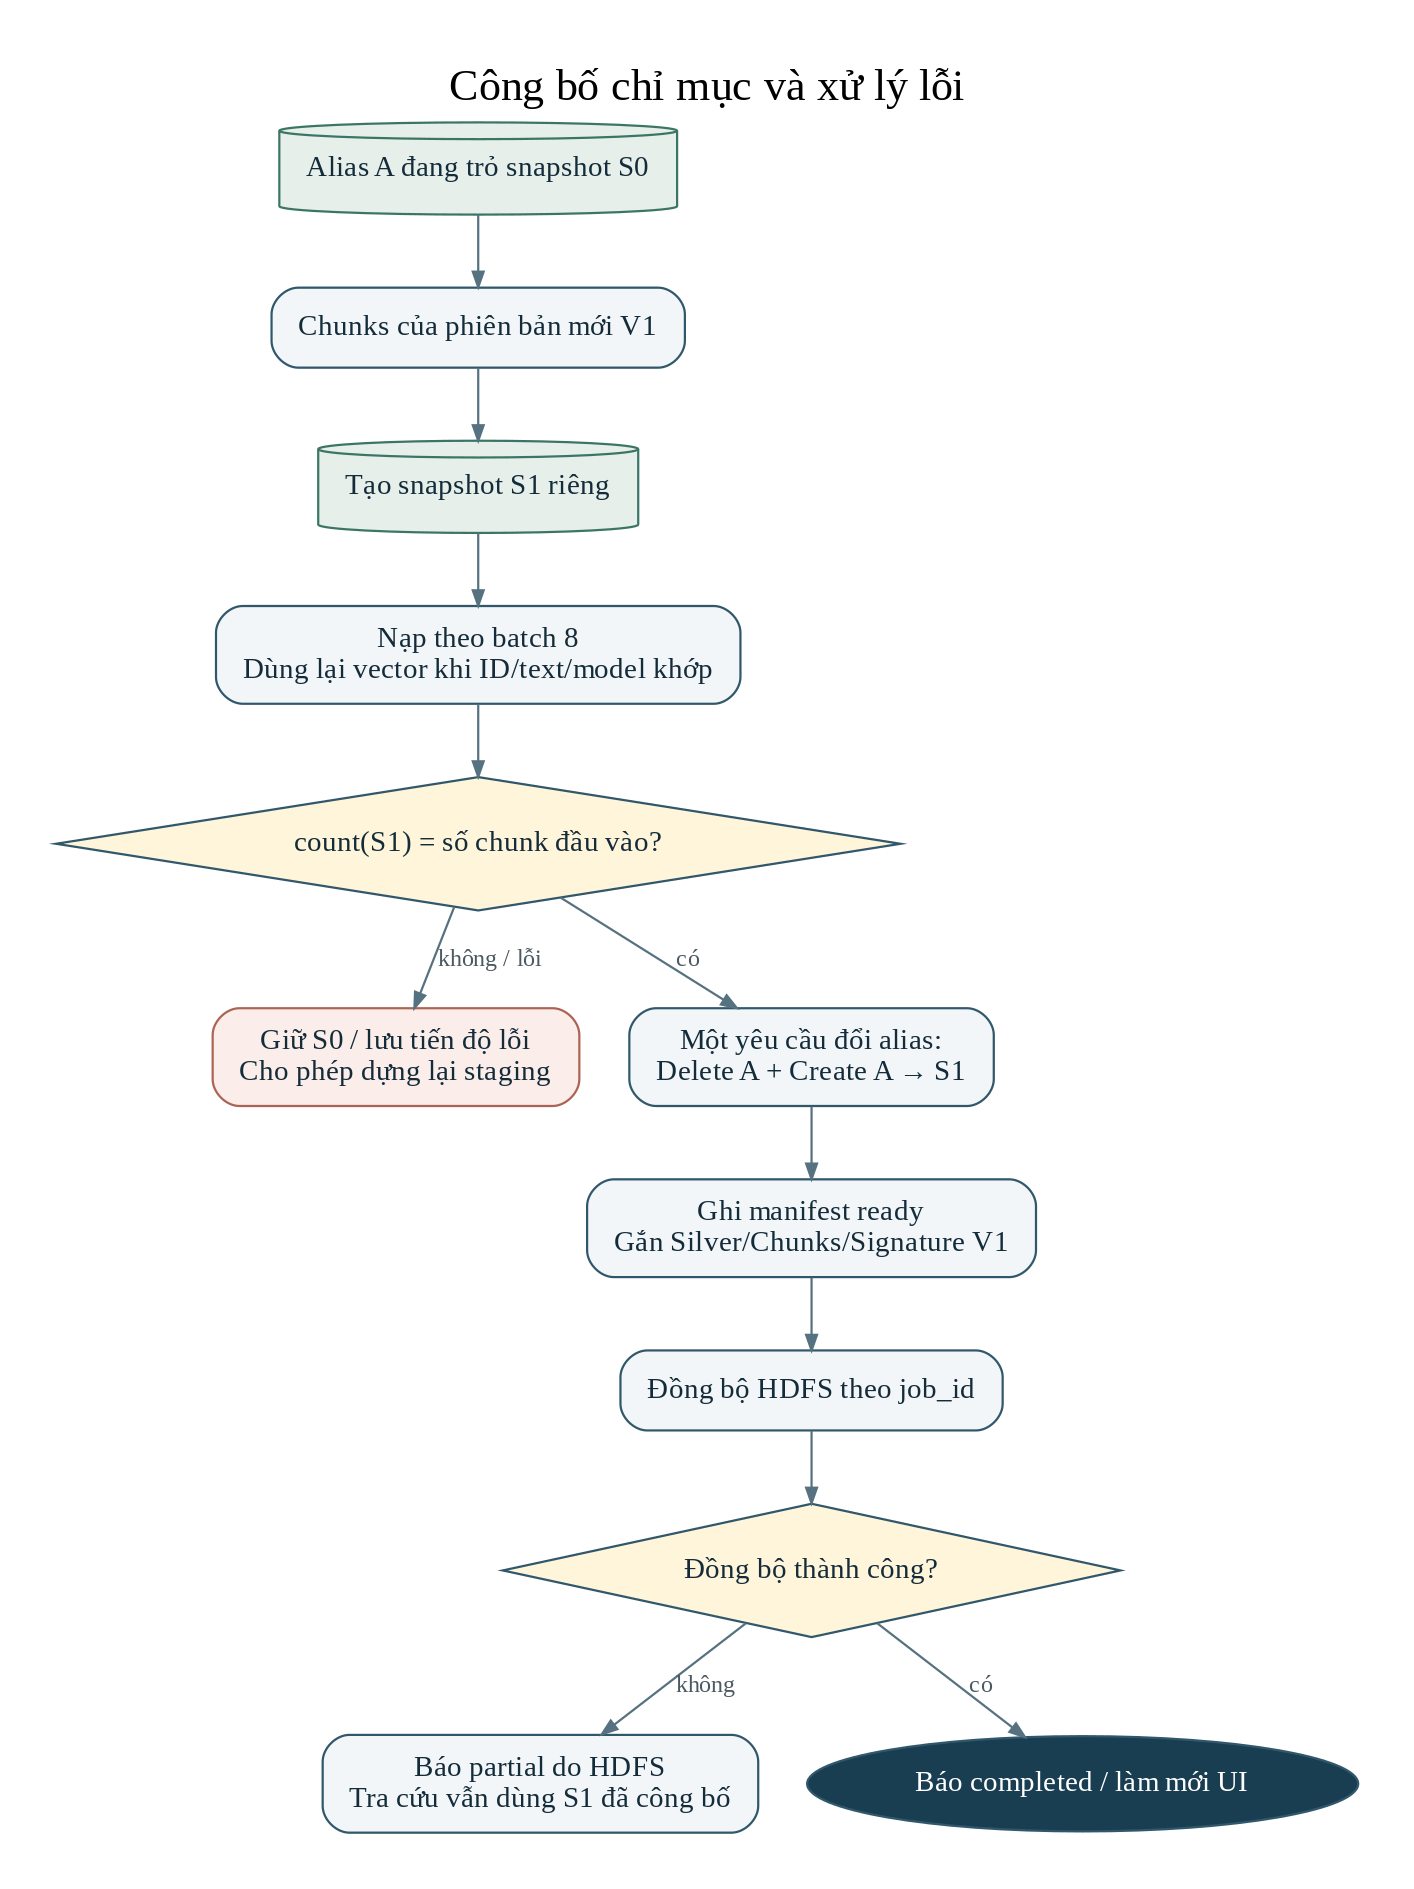 Công bố chỉ mục và xử lý lỗi
Alias A đang trỏ snapshot S0
Chunks của phiên bản mới V1
Tạo snapshot S1 riêng
Nạp theo batch 8
Dùng lại vector khi ID/text/model khớp
count(S1) = số chunk đầu vào?
không / lỗi
có
Giữ S0 / lưu tiến độ lỗi
Cho phép dựng lại staging
Một yêu cầu đổi alias:
Delete A + Create A → S1
Ghi manifest ready
Gắn Silver/Chunks/Signature V1
Đồng bộ HDFS theo job_id
Đồng bộ thành công?
không
có
Báo partial do HDFS
Tra cứu vẫn dùng S1 đã công bố
Báo completed / làm mới UI